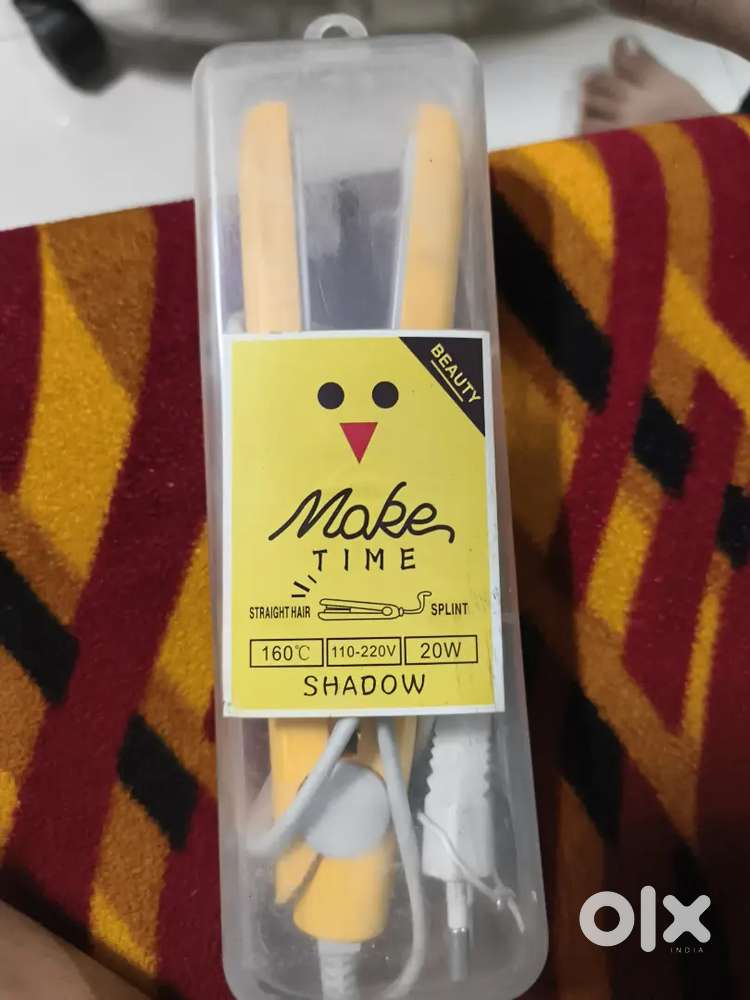 BEAUTY
Make
TIME
STRAIGHT HAIR SPLINT
160℃ 110-220V 20W
SHADOW
olx
INDIA